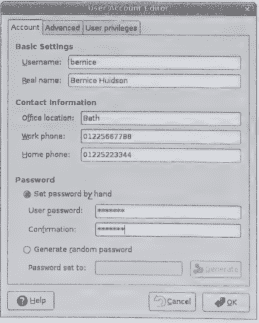 User Account Editor
Account Advanced User privileges
Basic Settings
Username: bernice
Real name: Bernice Huidson
Contact Information
Office location: Bath
Work phone: 01225667788
Home phone: 01225223344
Password
Set password by hand
User password: *******
Confirmation: *******
Generate random password
Password set to: Generate
Help Cancel OK